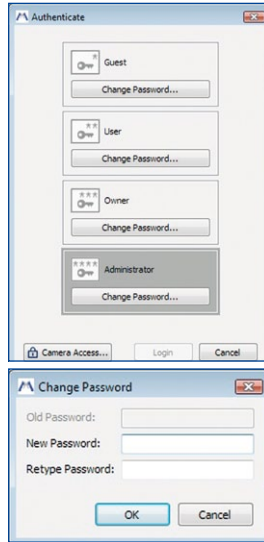 Authenticate
*
Guest
Change Password...
**
User
Change Password...
***
Owner
Change Password...
****
Administrator
Change Password...
Camera Access...
Login
Cancel
Change Password
Old Password:
New Password:
Retype Password:
OK
Cancel